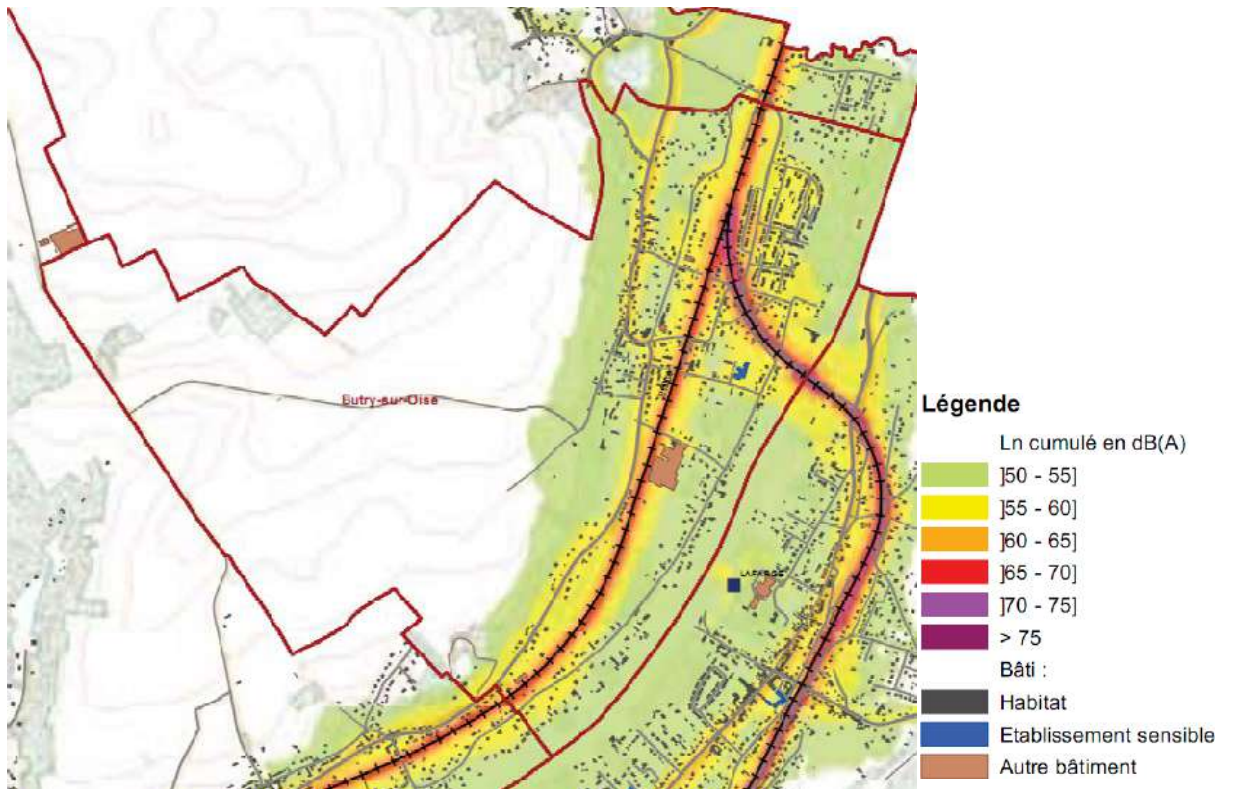 Butry-sur-Oise
LAFARGE
Légende
Ln cumulé en dB(A)
]50 - 55]
]55 - 60]
]60 - 65]
]65 - 70]
]70 - 75]
> 75
Bâti :
Habitat
Etablissement sensible
Autre bâtiment